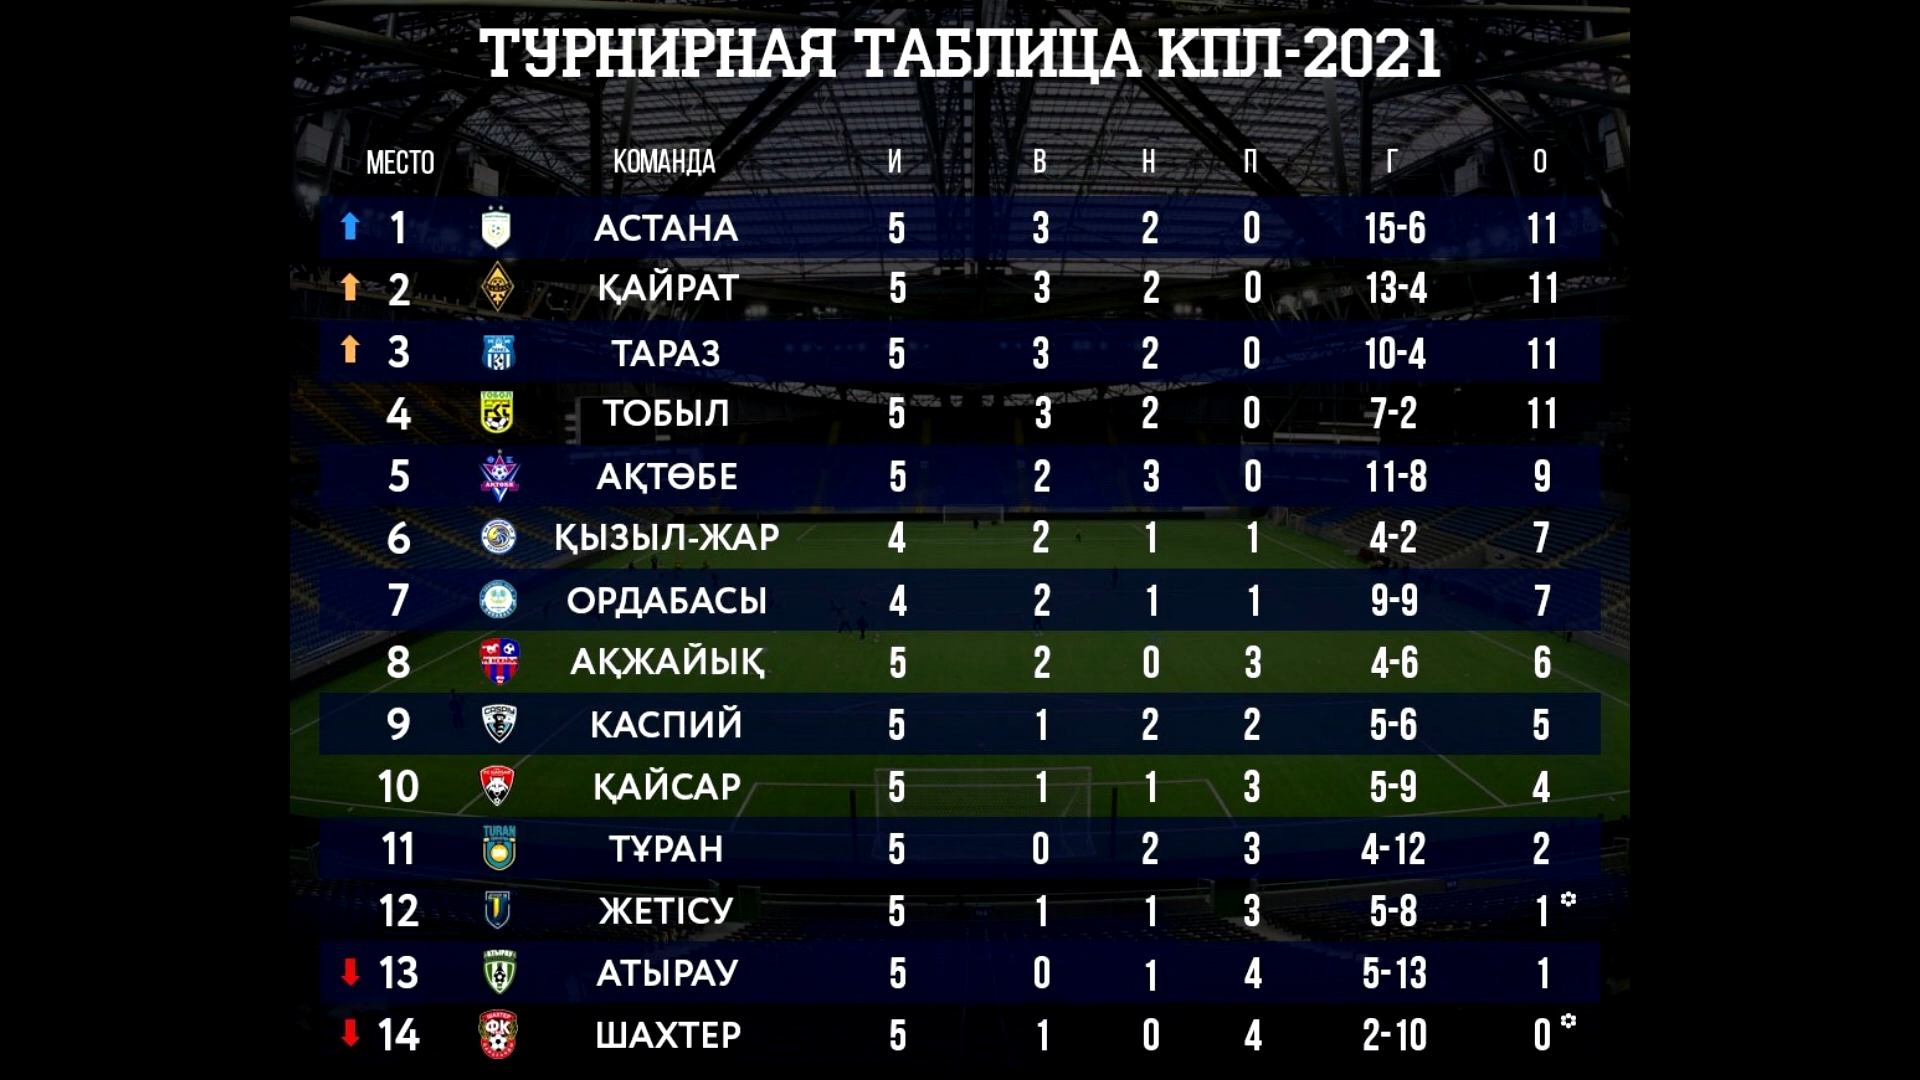 ТУРНИРНАЯ ТАБЛИЦА КПЛ-2021
МЕСТО КОМАНДА И В Н П Г О
1 АСТАНА 5 3 2 0 15-6 11
2 ҚАЙРАТ 5 3 2 0 13-4 11
3 ТАРАЗ 5 3 2 0 10-4 11
4 ТОБОЛ ТОБЫЛ 5 3 2 0 7-2 11
5 АҚТӨБЕ 5 2 3 0 11-8 9
6 ҚЫЗЫЛ-ЖАР 4 2 1 1 4-2 7
7 ОРДАБАСЫ 4 2 1 1 9-9 7
8 АҚЖАЙЫҚ 5 2 0 3 4-6 6
9 CASPIY КАСПИЙ 5 1 2 2 5-6 5
10 ҚАЙСАР 5 1 1 3 5-9 4
11 TURAN ТҰРАН 5 0 2 3 4-12 2
12 ЖЕТІСУ 5 1 1 3 5-8 1
13 АТЫРАУ АТЫРАУ 5 0 1 4 5-13 1
14 ШАХТЕР ФК ШАХТЕР 5 1 0 4 2-10 0